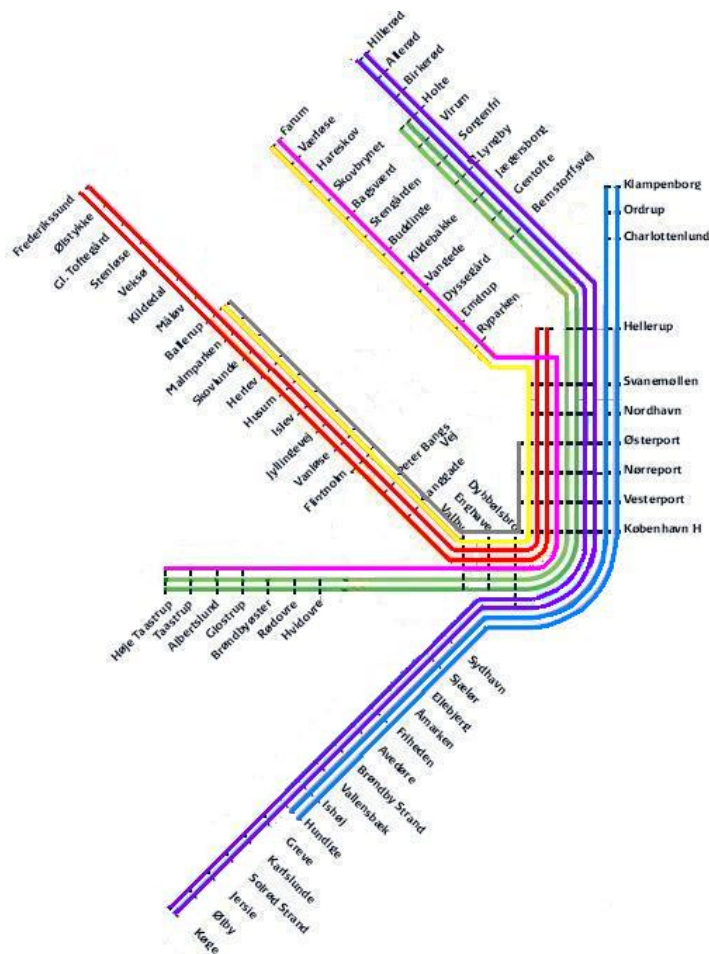 Hillerød
Allerød
Birkerød
Holte
Virum
Sorgenfri
Lyngby
Jægersborg
Gentofte
Bernstorffsvej
Farum
Værløse
Hareskov
Skovbrynet
Bagsværd
Stengården
Buddinge
Kildebakke
Vangede
Dyssegård
Emdrup
Ryparken
Klampenborg
Ordrup
Charlottenlund
Hellerup
Svanemøllen
Nordhavn
Østerport
Nørreport
Vesterport
København H
Frederikssund
Ølstykke
Gl. Toftegård
Stenløse
Veksø
Kildedal
Måløv
Ballerup
Malmparken
Skovlunde
Herlev
Husum
Islev
Jyllingevej
Vanløse
Flintholm
Peter Bangs
Vej
Langgade
Valby
Enghave
Dybbølsbro
Høje Taastrup
Taastrup
Albertslund
Glostrup
Brøndbyøster
Rødovre
Hvidovre
Sydhavn
Sjælør
Ellebjerg
Åmarken
Friheden
Avedøre
Brøndby Strand
Vallensbæk
Ishøj
Hundige
Greve
Karlslunde
Solrød Strand
Jersie
Ølby
Køge